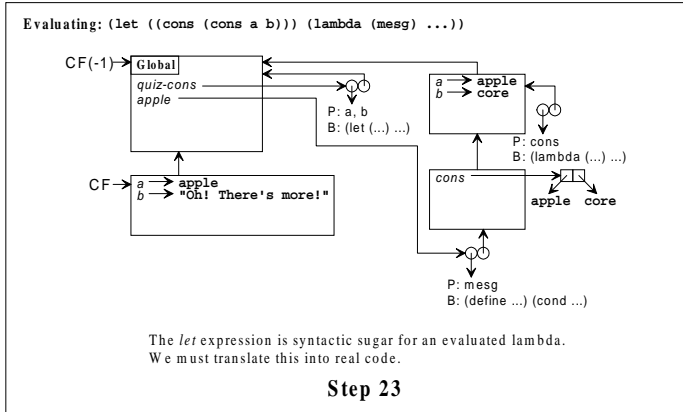 Evaluating: (let ((cons (cons a b))) (lambda (mesg) ...))
CF(-1)
Global
quiz-cons
apple
P: a, b
B: (let (...) ...)
a apple
b core
P: cons
B: (lambda (...) ...)
CF
a apple
b "Oh! There's more!"
cons
apple core
P: mesg
B: (define ...) (cond ...)
The let expression is syntactic sugar for an evaluated lambda.
We must translate this into real code.
Step 23